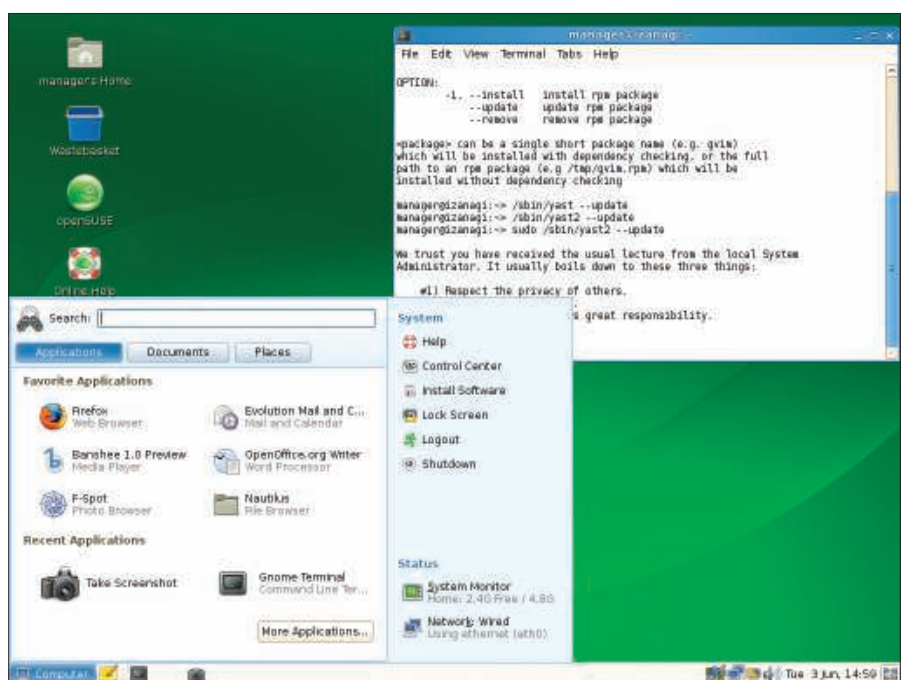 manager's Home
Wastebasket
openSUSE
Online Help
File Edit View Terminal Tabs Help
OPTION:
-i, --install install rpm package
--update update rpm package
--remove remove rpm package
<package> can be a single short package name (e.g. gvim)
which will be installed with dependency checking, or the full
path to an rpm package (e.g /tmp/gvim.rpm) which will be
installed without dependency checking
manager@izanagi:~> /sbin/yast --update
manager@izanagi:~> /sbin/yast2 --update
manager@izanagi:~> sudo /sbin/yast2 --update
We trust you have received the usual lecture from the local System
Administrator. It usually boils down to these three things:
#1) Respect the privacy of others.
s great responsibility.
Search:
Applications Documents Places
Favorite Applications
Firefox
Web Browser
Evolution Mail and C...
Mail and Calendar
Banshee 1.0 Preview
Media Player
OpenOffice.org Writer
Word Processor
F-Spot
Photo Browser
Nautilus
File Browser
Recent Applications
Take Screenshot
Gnome Terminal
Command Line Ter...
More Applications...
System
Help
Control Center
Install Software
Lock Screen
Logout
Shutdown
Status
System Monitor
Home: 2.4G Free / 4.8G
Network: Wired
Using ethernet (eth0)
Computer
Tue 3 Jun, 14:59